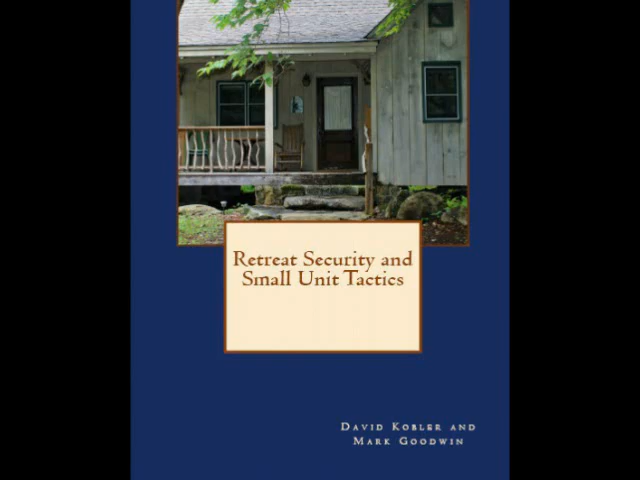 Retreat Security and
Small Unit Tactics
David Kobler and
Mark Goodwin